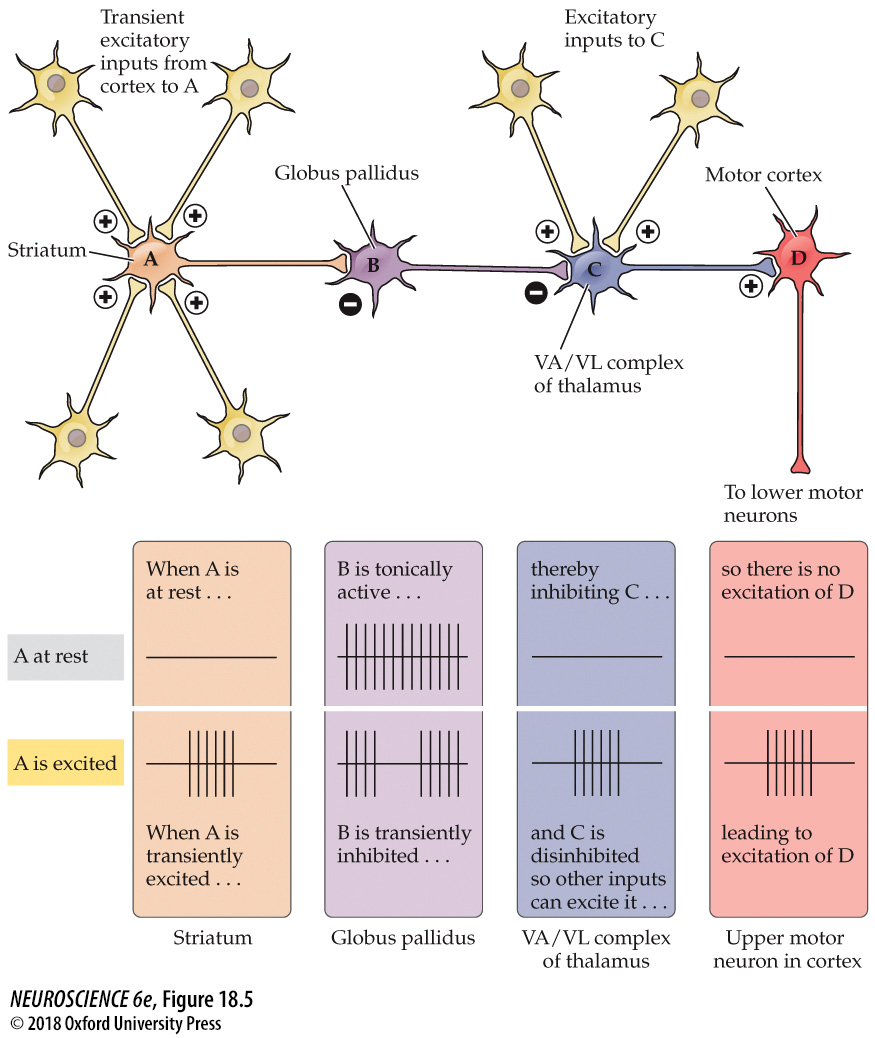 Transient
excitatory
inputs from
cortex to A
Excitatory
inputs to C
Globus pallidus
Motor cortex
Striatum
+
+
+
+
+
+
+
A
B
C
D
−
−
VA/VL complex
of thalamus
To lower motor
neurons
When A is
at rest . . .
B is tonically
active . . .
thereby
inhibiting C . . .
so there is no
excitation of D
A at rest
A is excited
When A is
transiently
excited . . .
B is transiently
inhibited . . .
and C is
disinhibited
so other inputs
can excite it . . .
leading to
excitation of D
Striatum
Globus pallidus
VA/VL complex
of thalamus
Upper motor
neuron in cortex
NEUROSCIENCE 6e, Figure 18.5
© 2018 Oxford University Press